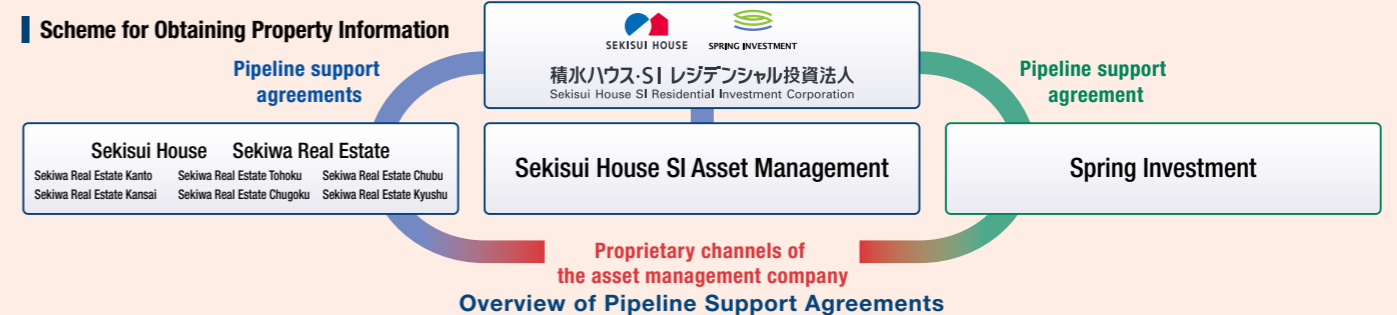 Scheme for Obtaining Property Information
SEKISUI HOUSE SPRING INVESTMENT
積水ハウス・SI レジデンシャル投資法人
Sekisui House SI Residential Investment Corporation
Pipeline support
agreements
Pipeline support
agreement
Sekisui House Sekiwa Real Estate
Sekiwa Real Estate Kanto Sekiwa Real Estate Tohoku Sekiwa Real Estate Chubu
Sekiwa Real Estate Kansai Sekiwa Real Estate Chugoku Sekiwa Real Estate Kyushu
Sekisui House SI Asset Management
Spring Investment
Proprietary channels of
the asset management company
Overview of Pipeline Support Agreements